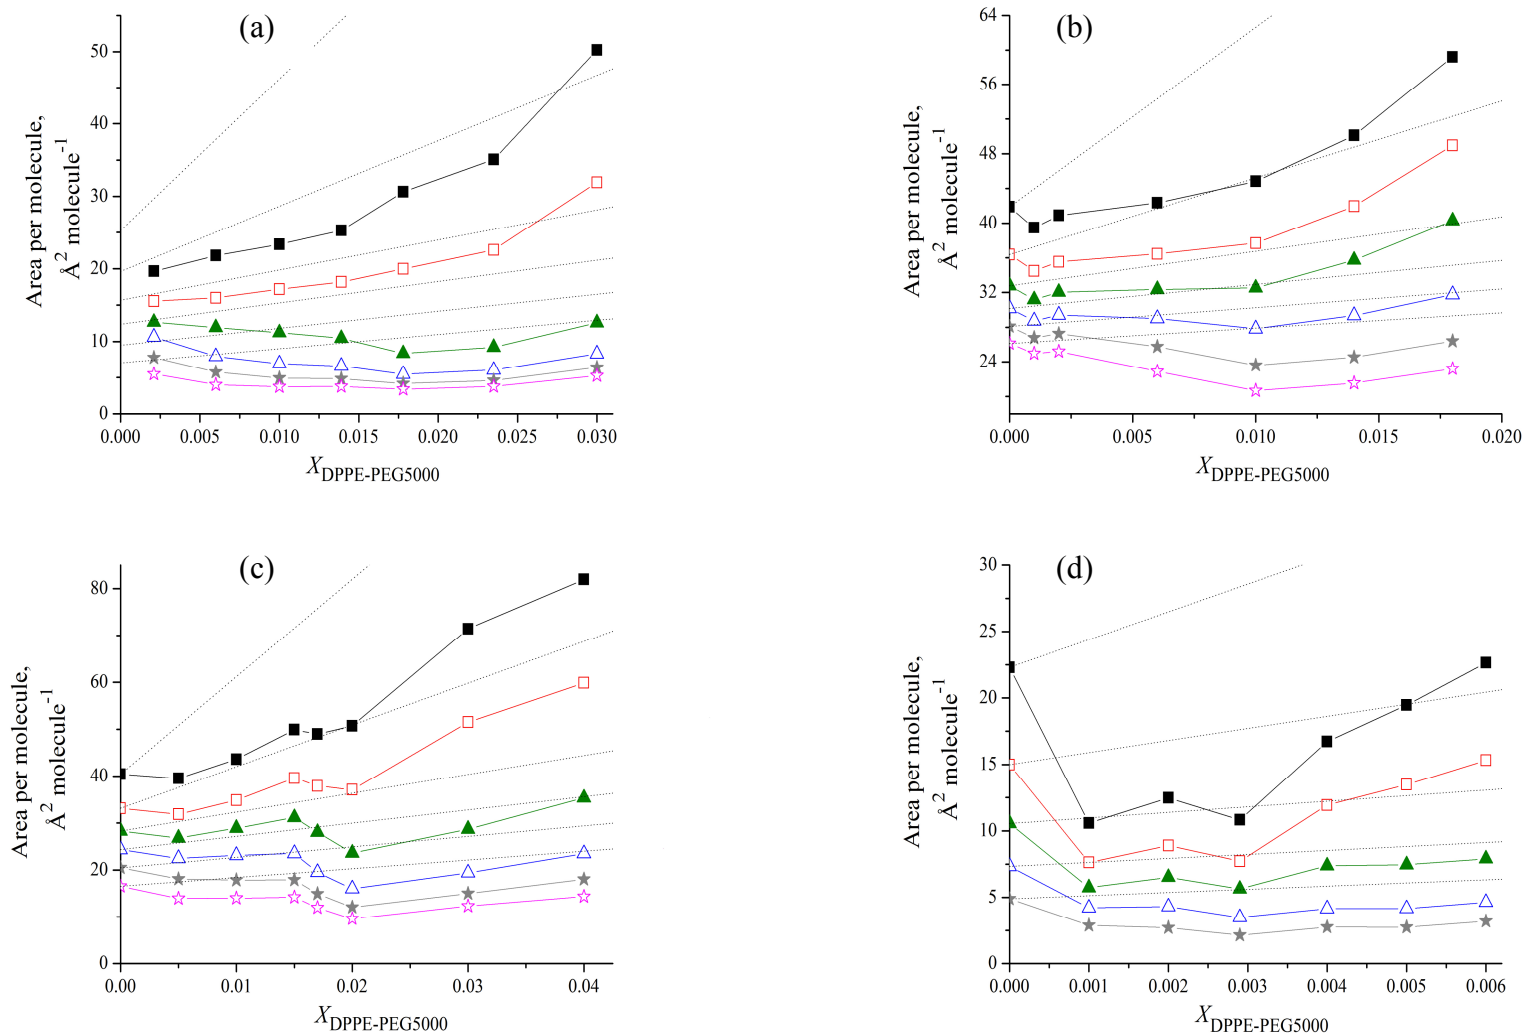 (a)
50
40
30
20
10
0
Area per molecule,
Å² molecule⁻¹
0.000 0.005 0.010 0.015 0.020 0.025 0.030
X_DPPE-PEG5000
(b)
64
56
48
40
32
24
Area per molecule,
Å² molecule⁻¹
0.000 0.005 0.010 0.015 0.020
X_DPPE-PEG5000
(c)
80
60
40
20
0
Area per molecule,
Å² molecule⁻¹
0.00 0.01 0.02 0.03 0.04
X_DPPE-PEG5000
(d)
30
25
20
15
10
5
0
Area per molecule,
Å² molecule⁻¹
0.000 0.001 0.002 0.003 0.004 0.005 0.006
X_DPPE-PEG5000